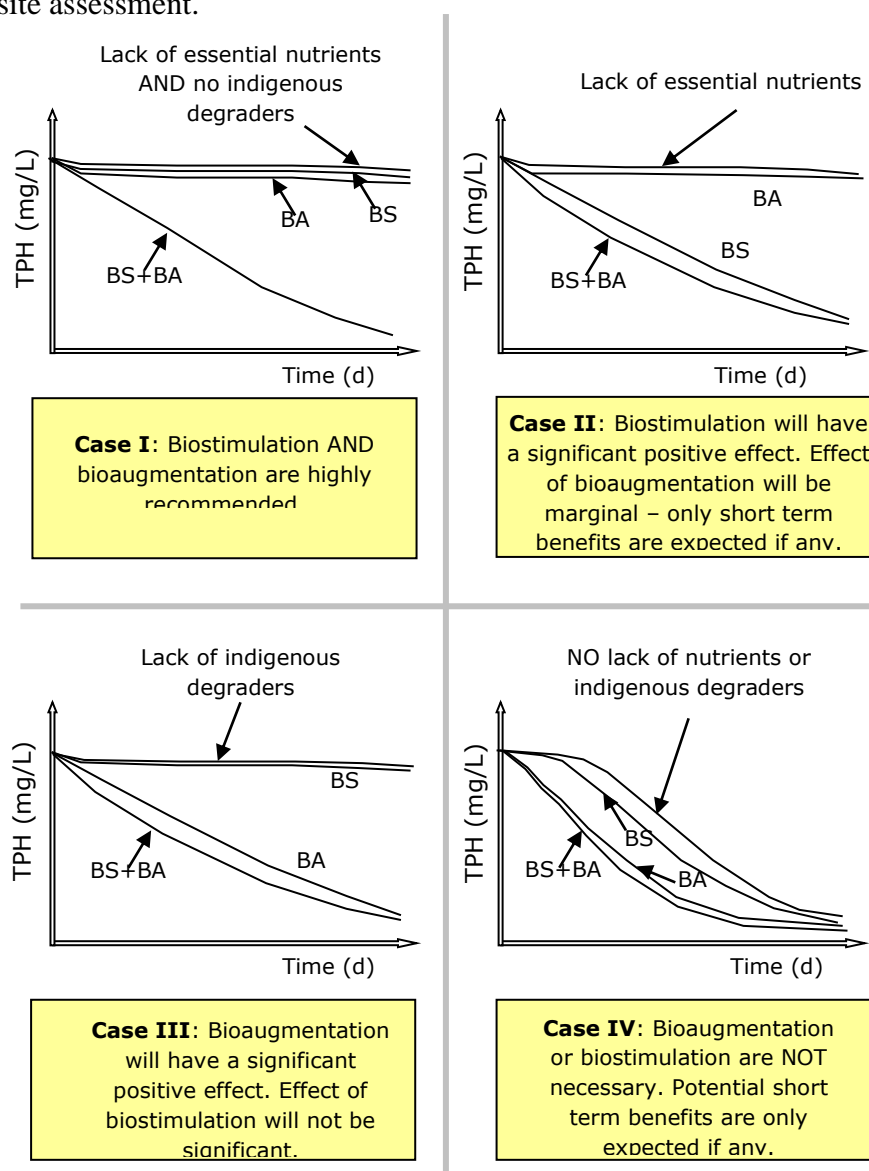 site assessment.
Lack of essential nutrients
AND no indigenous
degraders
TPH (mg/L)
BA
BS
BS+BA
Time (d)
Case I: Biostimulation AND
bioaugmentation are highly
recommended
Lack of essential nutrients
TPH (mg/L)
BA
BS
BS+BA
Time (d)
Case II: Biostimulation will have
a significant positive effect. Effect
of bioaugmentation will be
marginal – only short term
benefits are expected if any.
Lack of indigenous
degraders
TPH (mg/L)
BS
BA
BS+BA
Time (d)
Case III: Bioaugmentation
will have a significant
positive effect. Effect of
biostimulation will not be
significant.
NO lack of nutrients or
indigenous degraders
TPH (mg/L)
BS
BS+BA
BA
Time (d)
Case IV: Bioaugmentation
or biostimulation are NOT
necessary. Potential short
term benefits are only
expected if any.